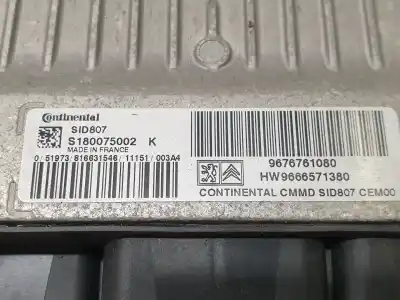 Continental
SID807
S180075002 K
MADE IN FRANCE
0/51973/816631546/11151/003A4
9676761080
HW9666571380
CONTINENTAL CMMD SID807 CEM00